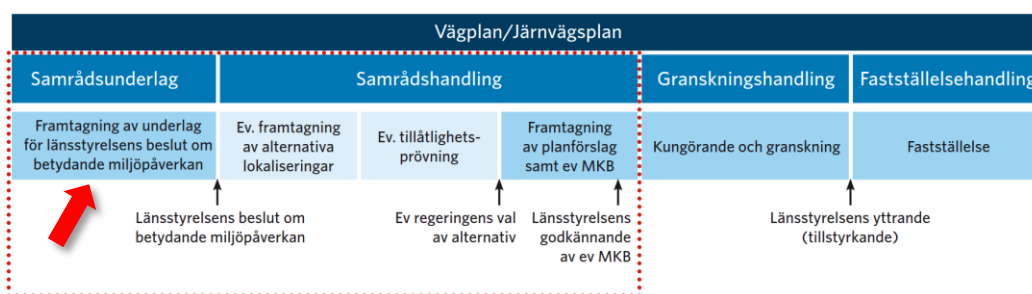 Vägplan/Järnvägsplan
Samrådsunderlag
Samrådshandling
Granskningshandling
Fastställelsehandling
Framtagning av underlag
för länsstyrelsens beslut om
betydande miljöpåverkan
Ev. framtagning
av alternativa
lokaliseringar
Ev. tillåtlighets-
prövning
Framtagning
av planförslag
samt ev MKB
Kungörande och granskning
Fastställelse
Länsstyrelsens beslut om
betydande miljöpåverkan
Ev regeringens val
av alternativ
Länsstyrelsens
godkännande
av ev MKB
Länsstyrelsens yttrande
(tillstyrkande)